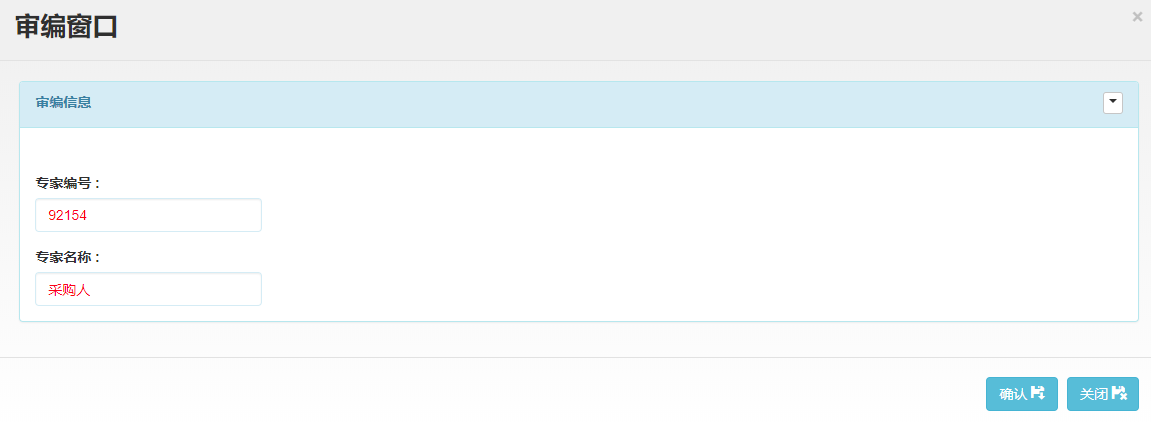 审编窗口
×
审编信息
专家编号 :
92154
专家名称 :
采购人
确认
关闭